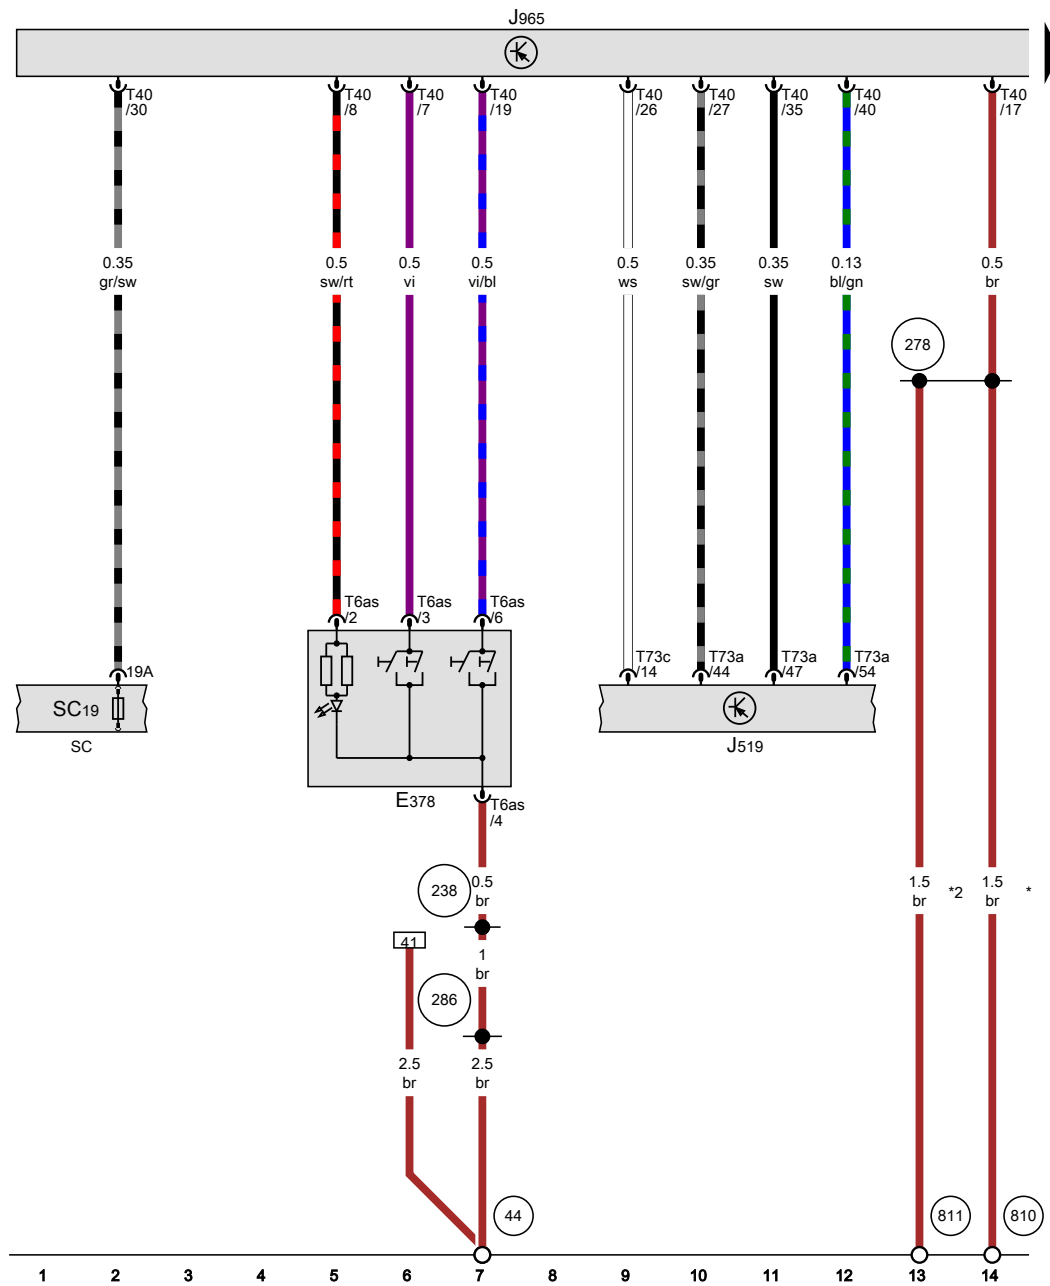 J965
T40
/30
T40
/8
T40
/7
T40
/19
T40
/26
T40
/27
T40
/35
T40
/40
T40
/17
0.35
gr/sw
0.5
sw/rt
0.5
vi
0.5
vi/bl
0.5
ws
0.35
sw/gr
0.35
sw
0.13
bl/gn
0.5
br
278
T6as
/2
T6as
/3
T6as
/6
19A
T73c
/14
T73a
/44
T73a
/47
T73a
/54
SC19
SC
J519
E378
T6as
/4
238
0.5
br
1.5
br
*2
1.5
br
*
41
1
br
286
2.5
br
2.5
br
44
811
810
1 2 3 4 5 6 7 8 9 10 11 12 13 14